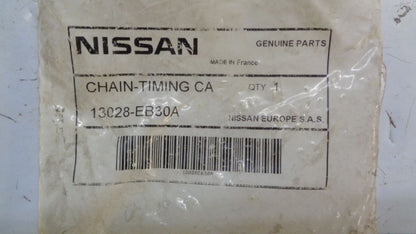 NISSAN GENUINE PARTS
MADE IN France
CHAIN-TIMING CA QTY 1
13028-EB30A NISSAN EUROPE S.A.S.